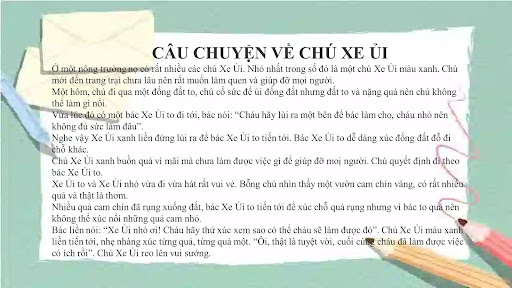 CÂU CHUYỆN VỀ CHÚ XE ỦI
Ở một nông trường nọ có rất nhiều các chú Xe Ủi. Nhỏ nhất trong số đó là một chú Xe Ủi màu xanh. Chú
mới đến trang trại chưa lâu nên rất muốn làm quen và giúp đỡ mọi người.
Một hôm, chú đi qua một đống đất to, chú cố sức để ủi đống đất nhưng đất to và nặng quá nên chú không
thể làm gì nổi.
Vừa lúc đó có một bác Xe Ủi to đi tới, bác nói: “Cháu hãy lùi ra một bên để bác làm cho, cháu nhỏ nên
không đủ sức làm đâu”.
Nghe vậy Xe Ủi xanh liền đứng lùi ra để bác Xe Ủi to tiến tới. Bác Xe Ủi to dễ dàng xúc đống đất đổ đi
chỗ khác.
Chú Xe Ủi xanh buồn quá vì mãi mà chưa làm được việc gì để giúp đỡ mọi người. Chú quyết định đi theo
bác Xe Ủi to.
Xe Ủi to và Xe Ủi nhỏ vừa đi vừa hát rất vui vẻ. Bỗng chú nhìn thấy một vườn cam chín vàng, có rất nhiều
quả và thật là thơm.
Nhiều quả cam chín đã rụng xuống đất, bác Xe Ủi to tiến tới để xúc chỗ quả rụng nhưng vì bác to quá nên
không thể xúc nổi những quả cam nhỏ.
Bác liền nói: “Xe Ủi nhỏ ơi! Cháu hãy thử xúc xem sao có thể cháu sẽ làm được đó”. Chú Xe Ủi màu xanh
liền tiến tới, nhẹ nhàng xúc từng quả, từng quả một. “Ôi, thật là tuyệt vời, cuối cùng cháu đã làm được việc
có ích rồi”. Chú Xe Ủi reo lên vui sướng.